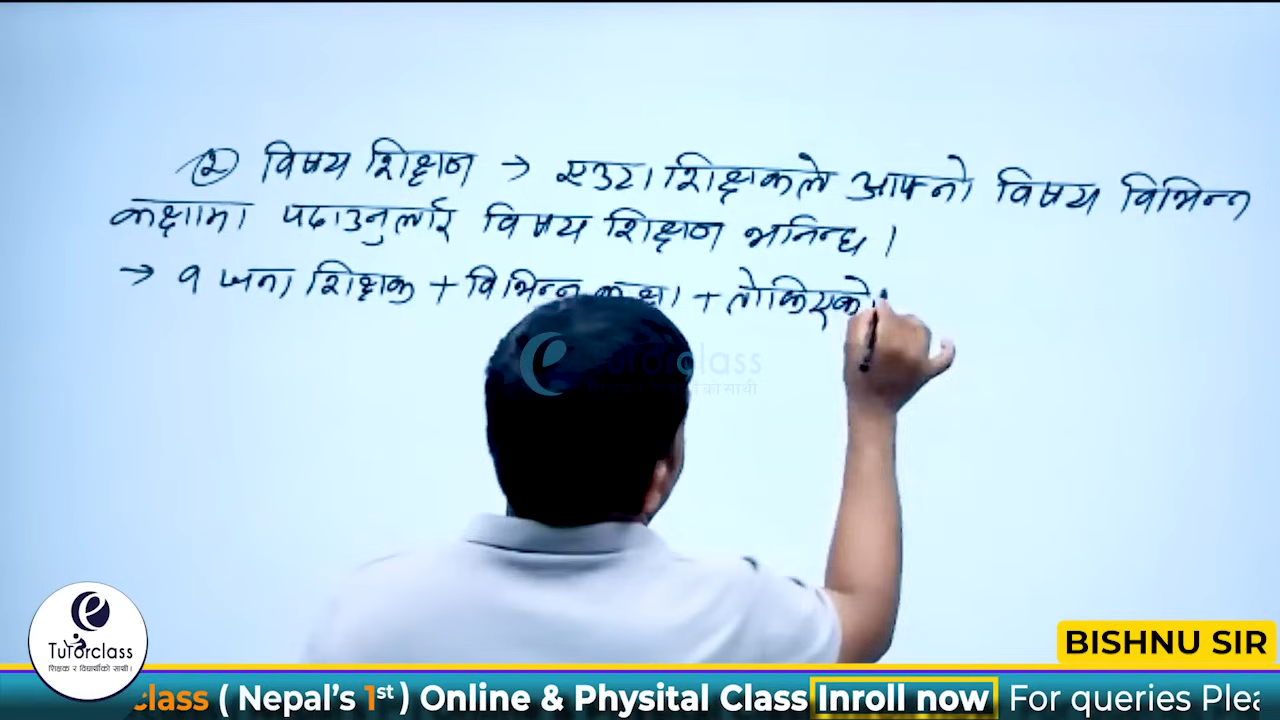 ② विषय शिक्षण → एउटा शिक्षकले आफ्नो विषय विभिन्न
कक्षामा पढाउनुलाई विषय शिक्षण भनिन्छ ।
→ १ जना शिक्षक + विभिन्न कक्षा + तोकिएको
Tutorclass
को साथी
Tutorclass
शिक्षक र विद्यार्थीको साथी।
BISHNU SIR
class ( Nepal's 1st ) Online & Physital Class Inroll now For queries Plea